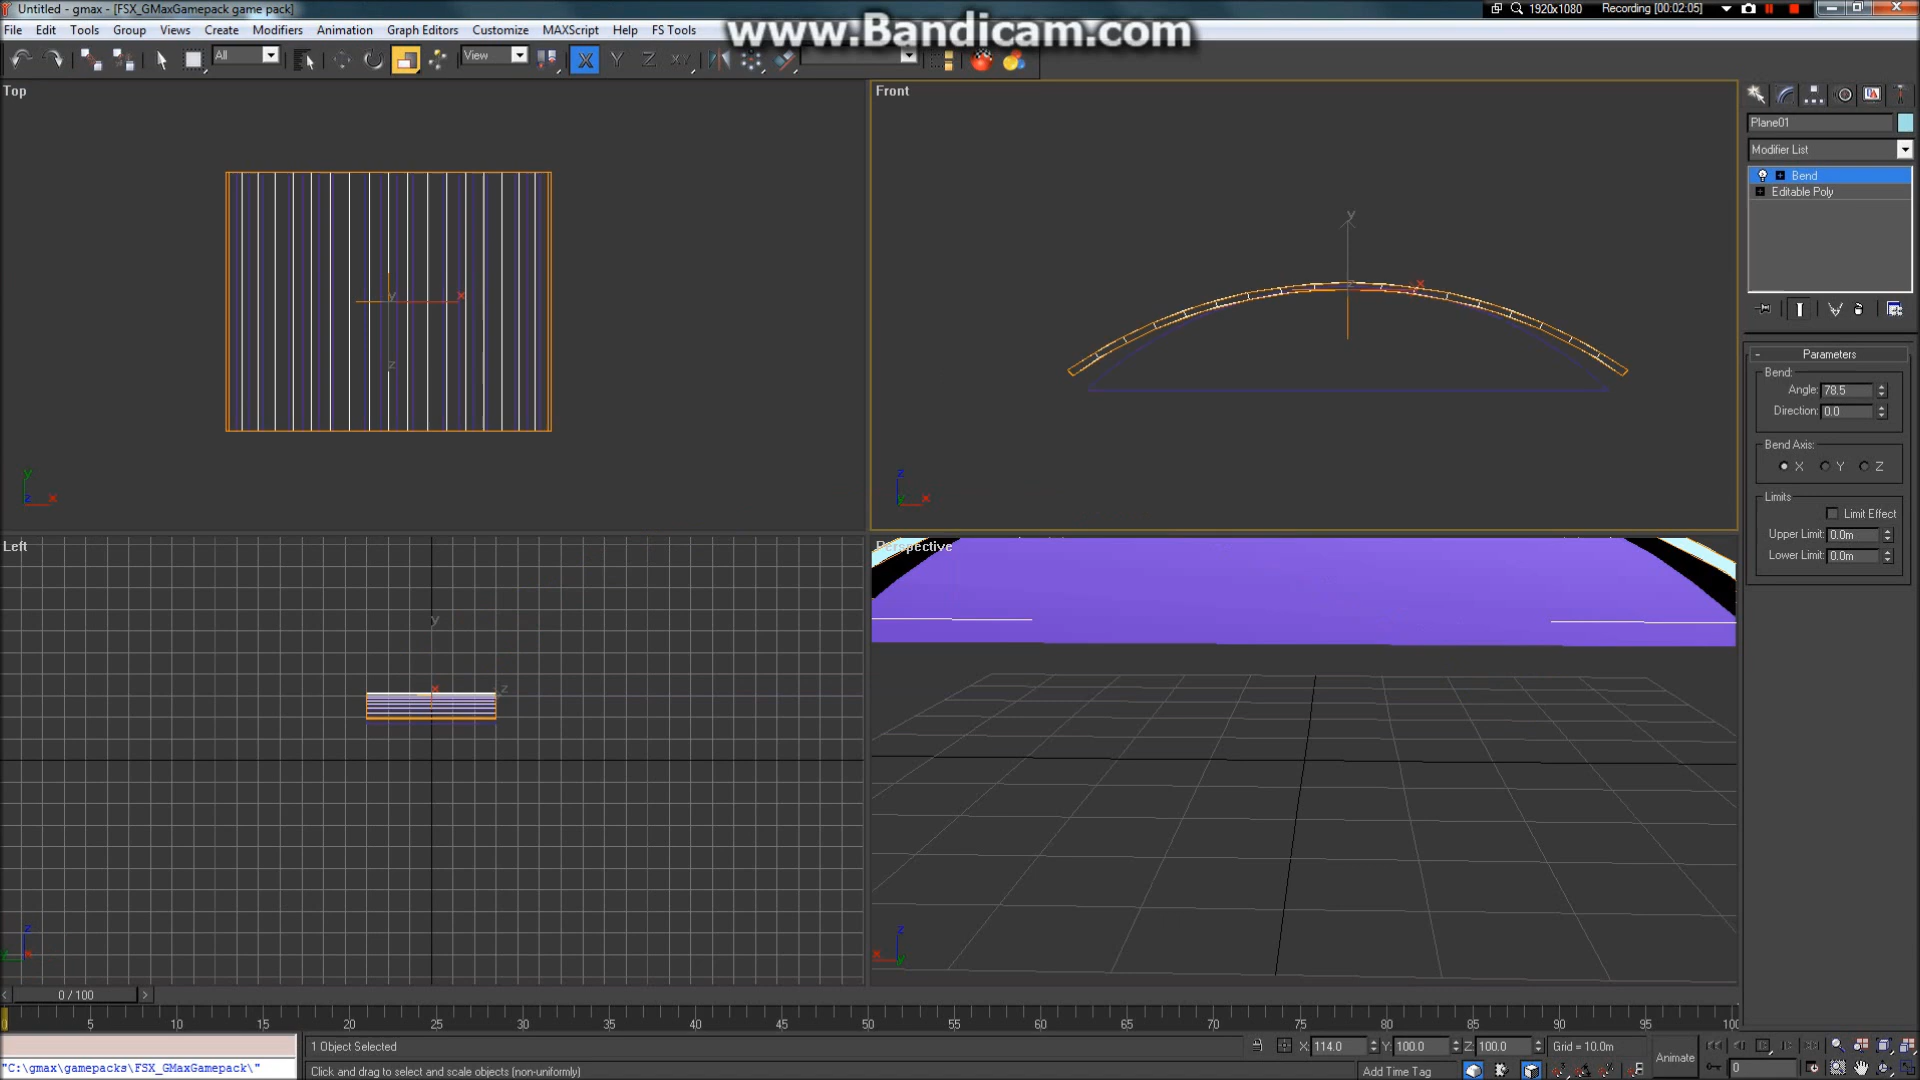 Untitled - gmax - [FSX_GMaxGamepack game pack]
1920x1080
Recording [00:02:05]
www.Bandicam.com
File Edit Tools Group Views Create Modifiers Animation Graph Editors Customize MAXScript Help FS Tools
All
View
X Y Z XY
Top
Front
Left
Perspective
Plane01
Modifier List
Bend
Editable Poly
- Parameters
Bend:
Angle: 78.5
Direction: 0.0
Bend Axis:
X Y Z
Limits
Limit Effect
Upper Limit: 0.0m
Lower Limit: 0.0m
y
x
z
y
x
y
x
z
z
y
x
z
y
x
z
y
x
z
x
y
0 / 100
5 10 15 20 25 30 35 40 45 50 55 60 65 70 75 80 85 90 95 100
1 Object Selected
X: 114.0 Y: 100.0 Z: 100.0 Grid = 10.0m
Animate
0
"C:\gmax\gamepacks\FSX_GMaxGamepack\"
Click and drag to select and scale objects (non-uniformly)
Add Time Tag